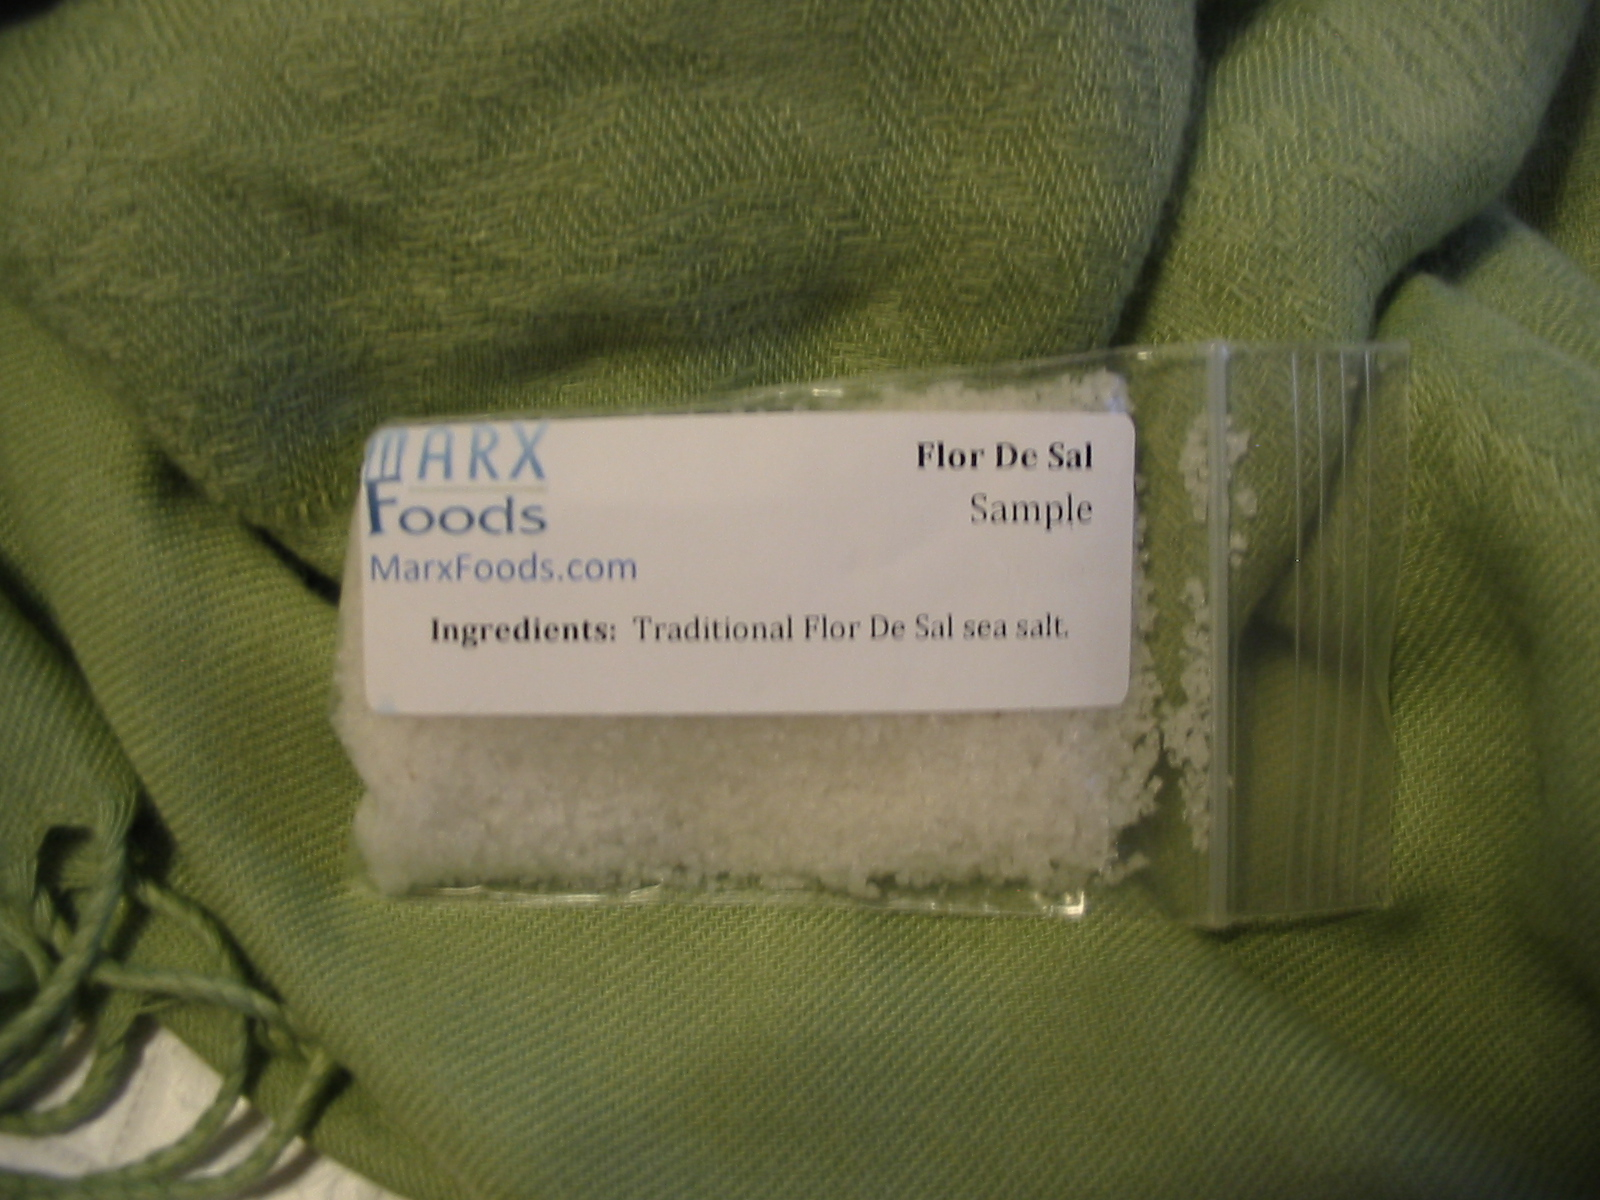 MARX
Foods
MarxFoods.com
Flor De Sal
Sample
Ingredients: Traditional Flor De Sal sea salt.